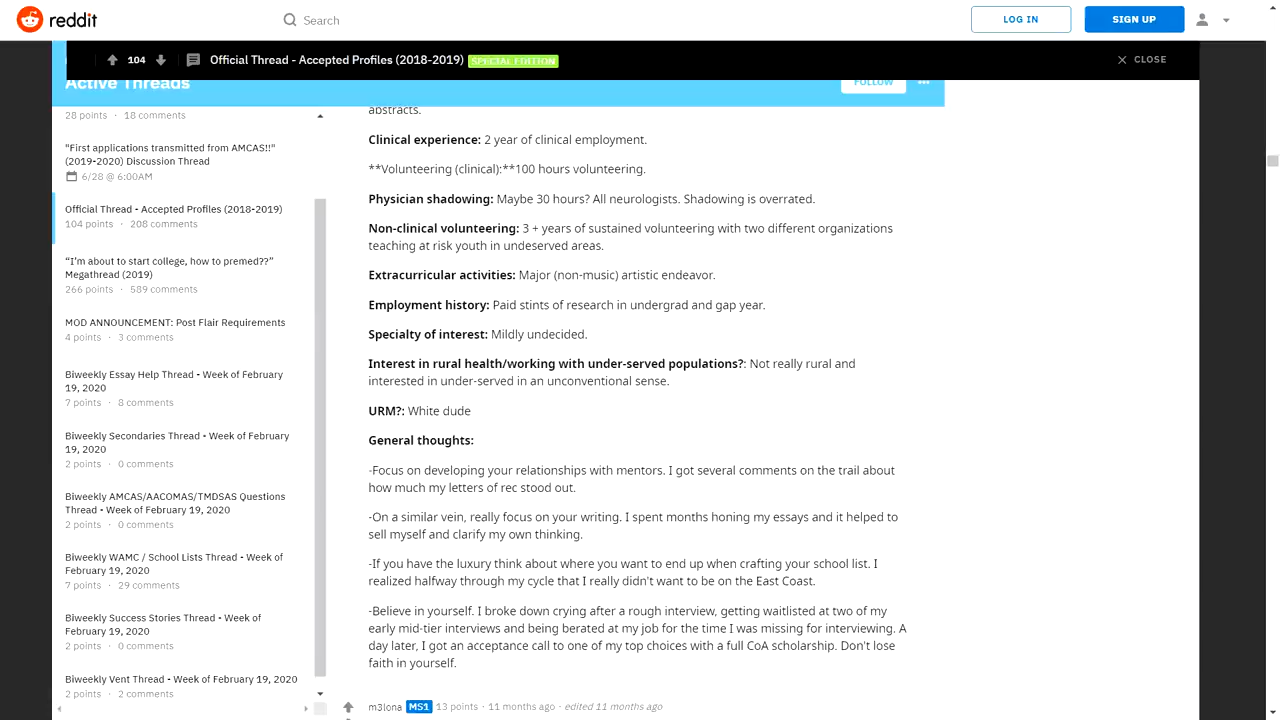 reddit
Search
LOG IN
SIGN UP
104
Official Thread - Accepted Profiles (2018-2019)
SPECIAL EDITION
CLOSE
Active Threads
FOLLOW
28 points · 18 comments
"First applications transmitted from AMCAS!!"
(2019-2020) Discussion Thread
6/28 @ 6:00AM
Official Thread - Accepted Profiles (2018-2019)
104 points · 208 comments
“I'm about to start college, how to premed??”
Megathread (2019)
266 points · 589 comments
MOD ANNOUNCEMENT: Post Flair Requirements
4 points · 3 comments
Biweekly Essay Help Thread - Week of February
19, 2020
7 points · 8 comments
Biweekly Secondaries Thread - Week of February
19, 2020
2 points · 0 comments
Biweekly AMCAS/AACOMAS/TMDSAS Questions
Thread - Week of February 19, 2020
2 points · 0 comments
Biweekly WAMC / School Lists Thread - Week of
February 19, 2020
7 points · 29 comments
Biweekly Success Stories Thread - Week of
February 19, 2020
2 points · 0 comments
Biweekly Vent Thread - Week of February 19, 2020
2 points · 2 comments
abstracts.
Clinical experience: 2 year of clinical employment.
**Volunteering (clinical):**100 hours volunteering.
Physician shadowing: Maybe 30 hours? All neurologists. Shadowing is overrated.
Non-clinical volunteering: 3 + years of sustained volunteering with two different organizations
teaching at risk youth in undeserved areas.
Extracurricular activities: Major (non-music) artistic endeavor.
Employment history: Paid stints of research in undergrad and gap year.
Specialty of interest: Mildly undecided.
Interest in rural health/working with under-served populations?: Not really rural and
interested in under-served in an unconventional sense.
URM?: White dude
General thoughts:
-Focus on developing your relationships with mentors. I got several comments on the trail about
how much my letters of rec stood out.
-On a similar vein, really focus on your writing. I spent months honing my essays and it helped to
sell myself and clarify my own thinking.
-If you have the luxury think about where you want to end up when crafting your school list. I
realized halfway through my cycle that I really didn't want to be on the East Coast.
-Believe in yourself. I broke down crying after a rough interview, getting waitlisted at two of my
early mid-tier interviews and being berated at my job for the time I was missing for interviewing. A
day later, I got an acceptance call to one of my top choices with a full CoA scholarship. Don't lose
faith in yourself.
m3lona MS1 13 points · 11 months ago · edited 11 months ago